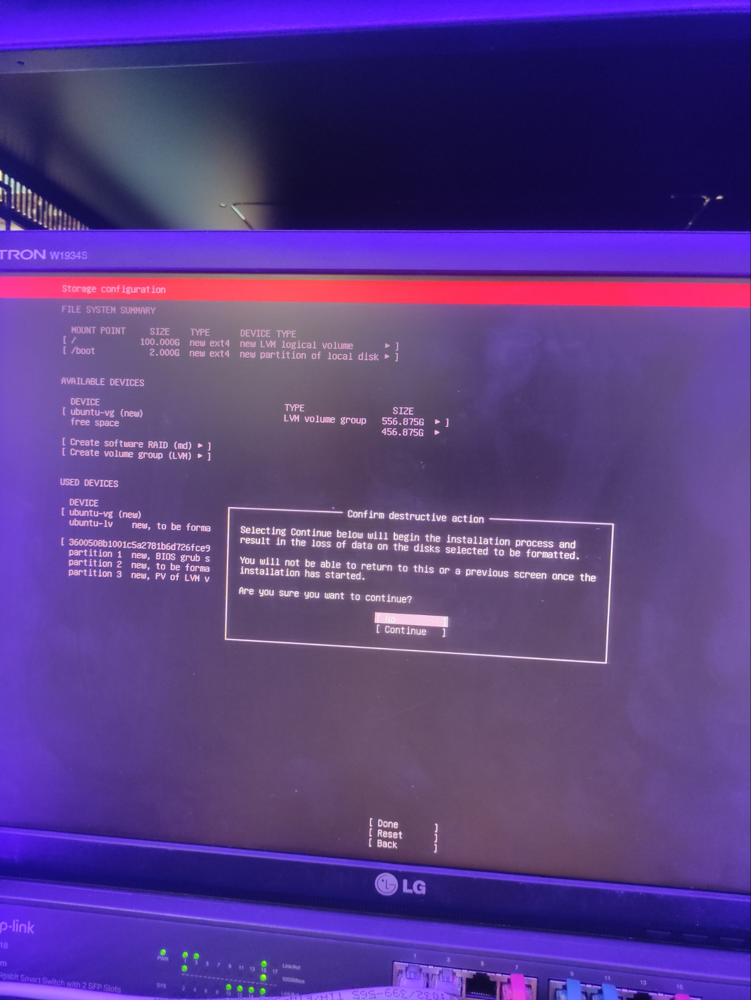 TRON W1934S
Storage configuration
FILE SYSTEM SUMMARY
MOUNT POINT SIZE TYPE DEVICE TYPE
[ / 100.000G new ext4 new LVM logical volume ▸ ]
[ /boot 2.000G new ext4 new partition of local disk ▸ ]
AVAILABLE DEVICES
DEVICE TYPE SIZE
[ ubuntu-vg (new) LVM volume group 556.875G ▸ ]
free space 456.875G ▸
[ Create software RAID (md) ▸ ]
[ Create volume group (LVM) ▸ ]
USED DEVICES
DEVICE
[ ubuntu-vg (new)
ubuntu-lv new, to be forma
[ 3600508b1001c5a2781b6d726fce9
partition 1 new, BIOS grub s
partition 2 new, to be forma
partition 3 new, PV of LVM v
Confirm destructive action
Selecting Continue below will begin the installation process and
result in the loss of data on the disks selected to be formatted.
You will not be able to return to this or a previous screen once the
installation has started.
Are you sure you want to continue?
[ No ]
[ Continue ]
[ Done ]
[ Reset ]
[ Back ]
LG
p-link
18
m
igabit Smart Switch with 2 SFP Slots
PWR
1 3 5 7 9 11 13 15 17 Link/Act
1000Mbps
SYS 2 4 6 8 10 12 14
1 3 5 7 9 11 13 15